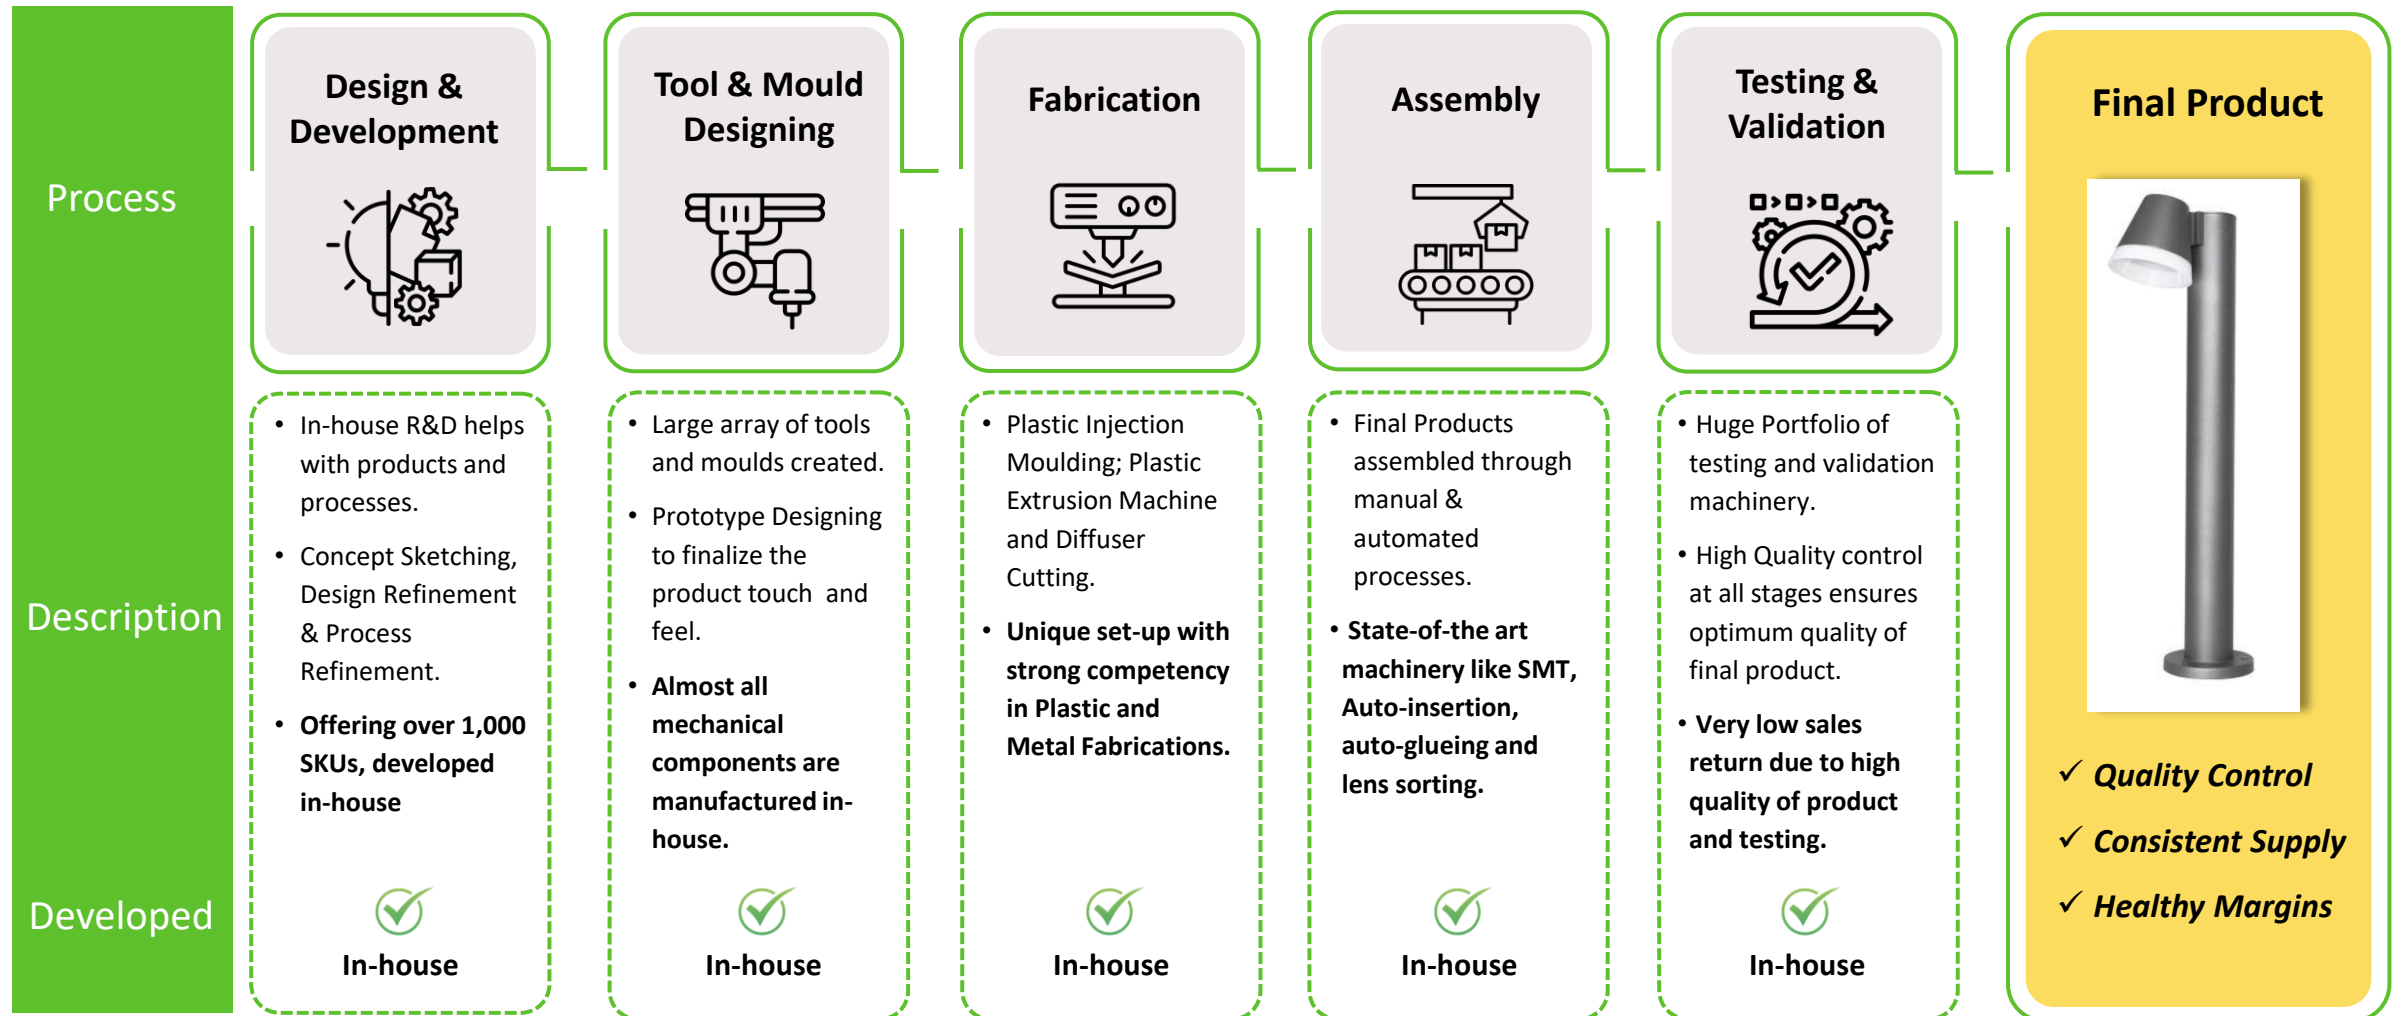 Process
Design &
Development
Tool & Mould
Designing
Fabrication
Assembly
Testing &
Validation
Final Product
Description
• In-house R&D helps
with products and
processes.
• Concept Sketching,
Design Refinement
& Process
Refinement.
• Offering over 1,000
SKUs, developed
in-house
• Large array of tools
and moulds created.
• Prototype Designing
to finalize the
product touch  and
feel.
• Almost all
mechanical
components are
manufactured in-
house.
• Plastic Injection
Moulding; Plastic
Extrusion Machine
and Diffuser
Cutting.
• Unique set-up with
strong competency
in Plastic and
Metal Fabrications.
• Final Products
assembled through
manual &
automated
processes.
• State-of-the art
machinery like SMT,
Auto-insertion,
auto-glueing and
lens sorting.
• Huge Portfolio of
testing and validation
machinery.
• High Quality control
at all stages ensures
optimum quality of
final product.
• Very low sales
return due to high
quality of product
and testing.
✓ Quality Control
✓ Consistent Supply
✓ Healthy Margins
Developed
In-house
In-house
In-house
In-house
In-house